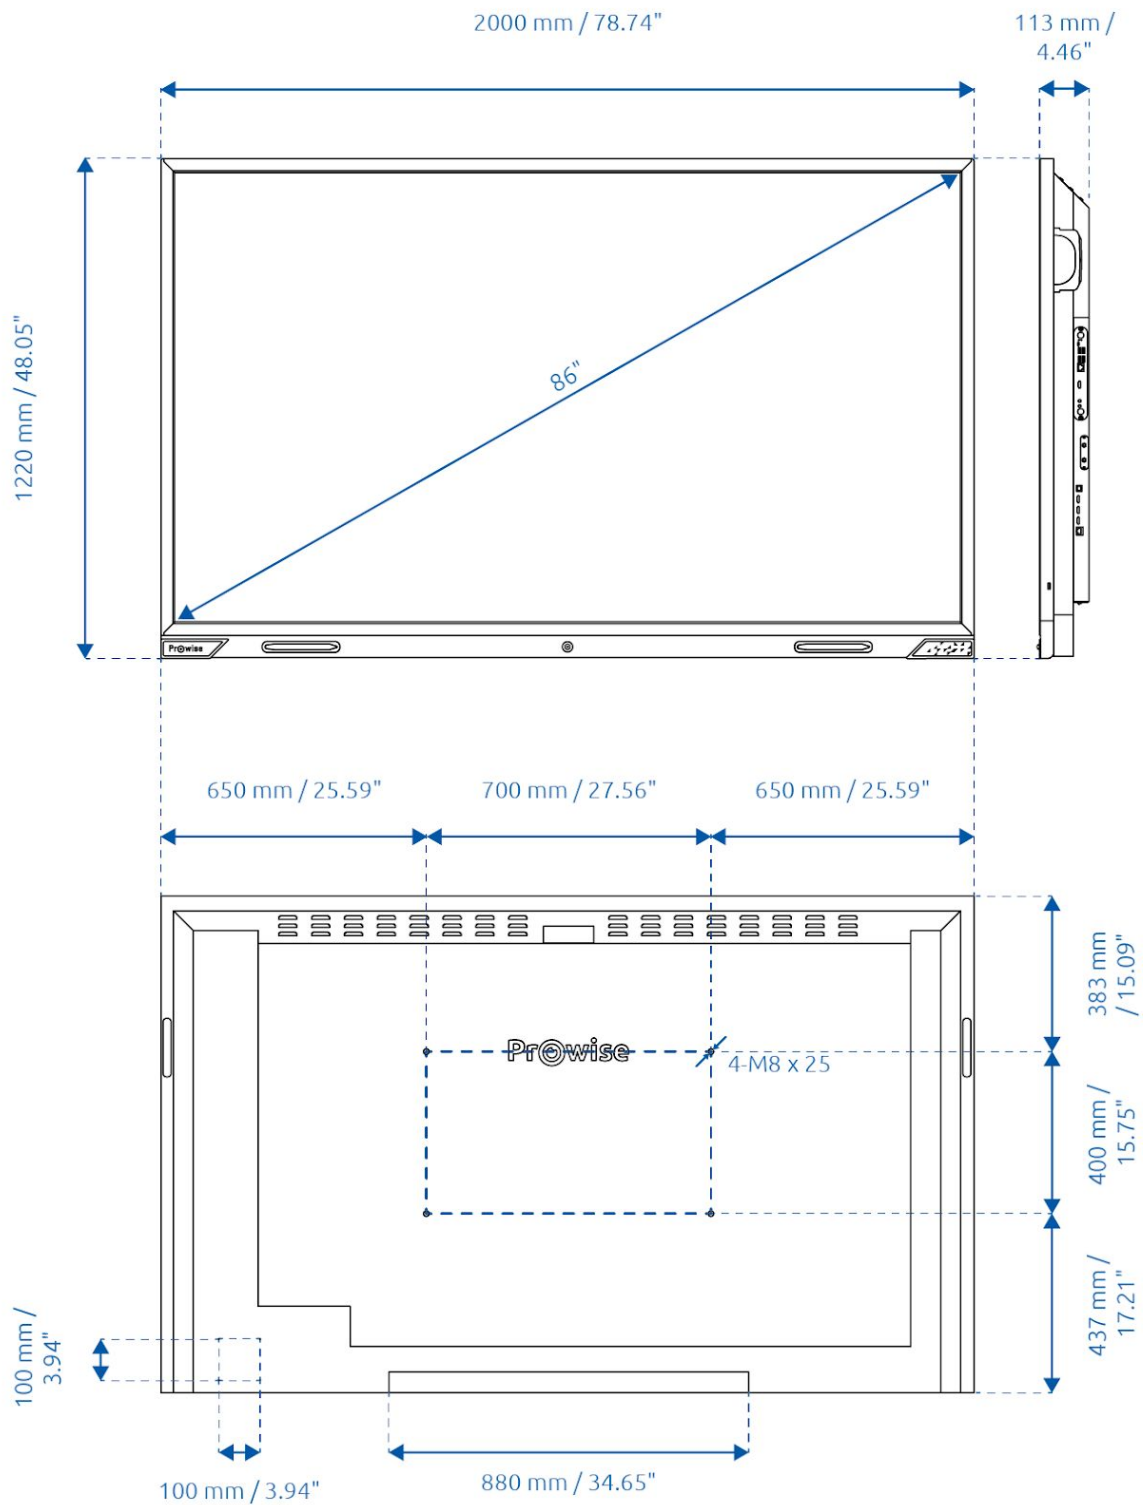 2000 mm / 78.74"
113 mm /
4.46"
1220 mm / 48.05"
86"
Prowise
650 mm / 25.59"
700 mm / 27.56"
650 mm / 25.59"
383 mm
/ 15.09"
Prowise
4-M8 x 25
400 mm /
15.75"
437 mm /
17.21"
100 mm /
3.94"
100 mm / 3.94"
880 mm / 34.65"